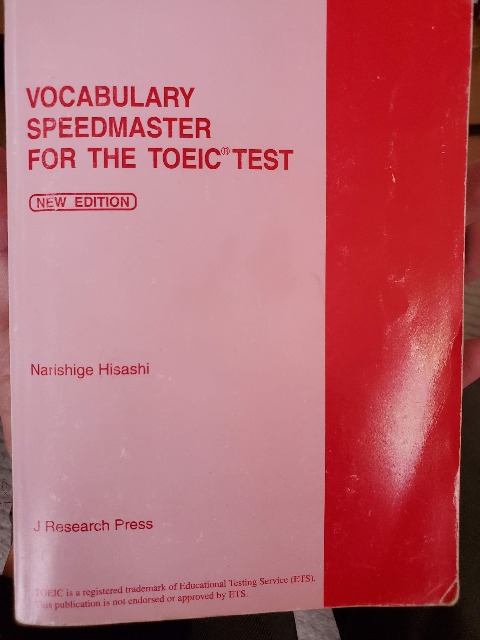 VOCABULARY
SPEEDMASTER
FOR THE TOEIC® TEST
NEW EDITION
Narishige Hisashi
J Research Press
TOEIC is a registered trademark of Educational Testing Service (ETS).
This publication is not endorsed or approved by ETS.